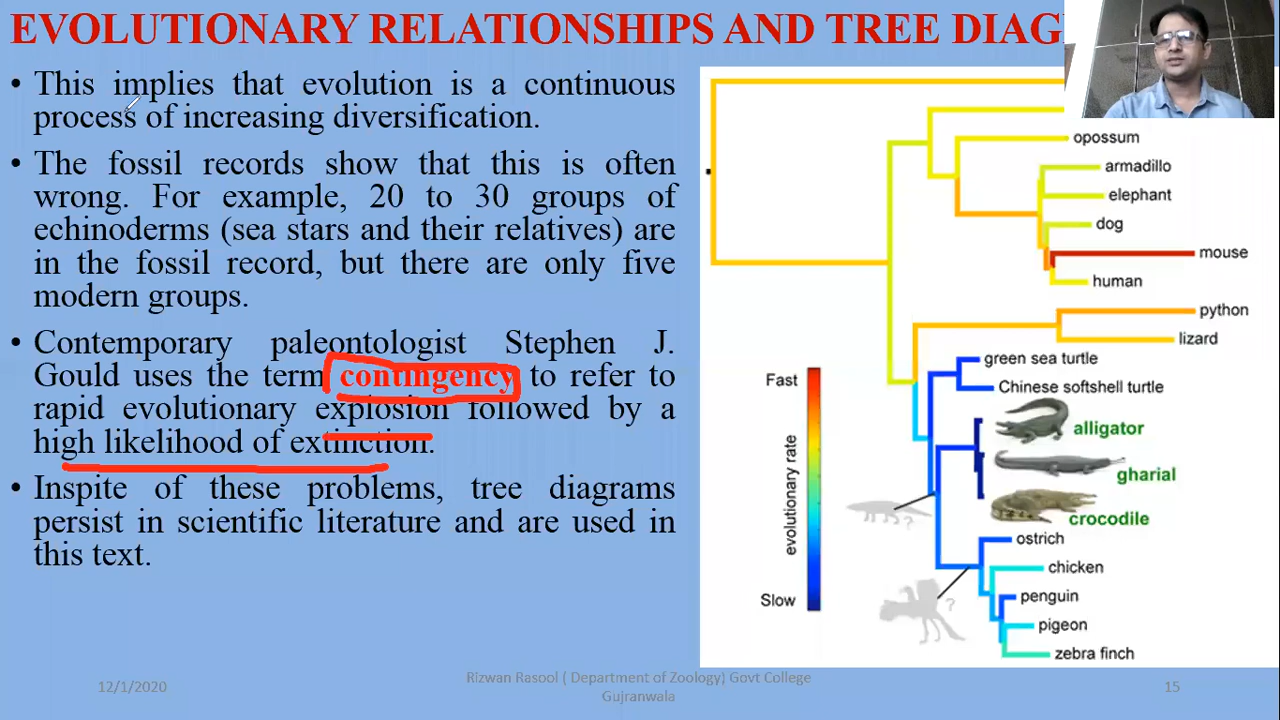 EVOLUTIONARY RELATIONSHIPS AND TREE
• This implies that evolution is a continuous
process of increasing diversification.
• The fossil records show that this is often
wrong. For example, 20 to 30 groups of
echinoderms (sea stars and their relatives) are
in the fossil record, but there are only five
modern groups.
• Contemporary paleontologist Stephen J.
Gould uses the term contingency to refer to
rapid evolutionary explosion followed by a
high likelihood of extinction.
• Inspite of these problems, tree diagrams
persist in scientific literature and are used in
this text.
opossum
armadillo
elephant
dog
mouse
human
python
lizard
green sea turtle
Chinese softshell turtle
alligator
gharial
crocodile
ostrich
chicken
penguin
pigeon
zebra finch
Fast
evolutionary rate
Slow
?
?
12/1/2020
Rizwan Rasool ( Department of Zoology) Govt College
Gujranwala
15